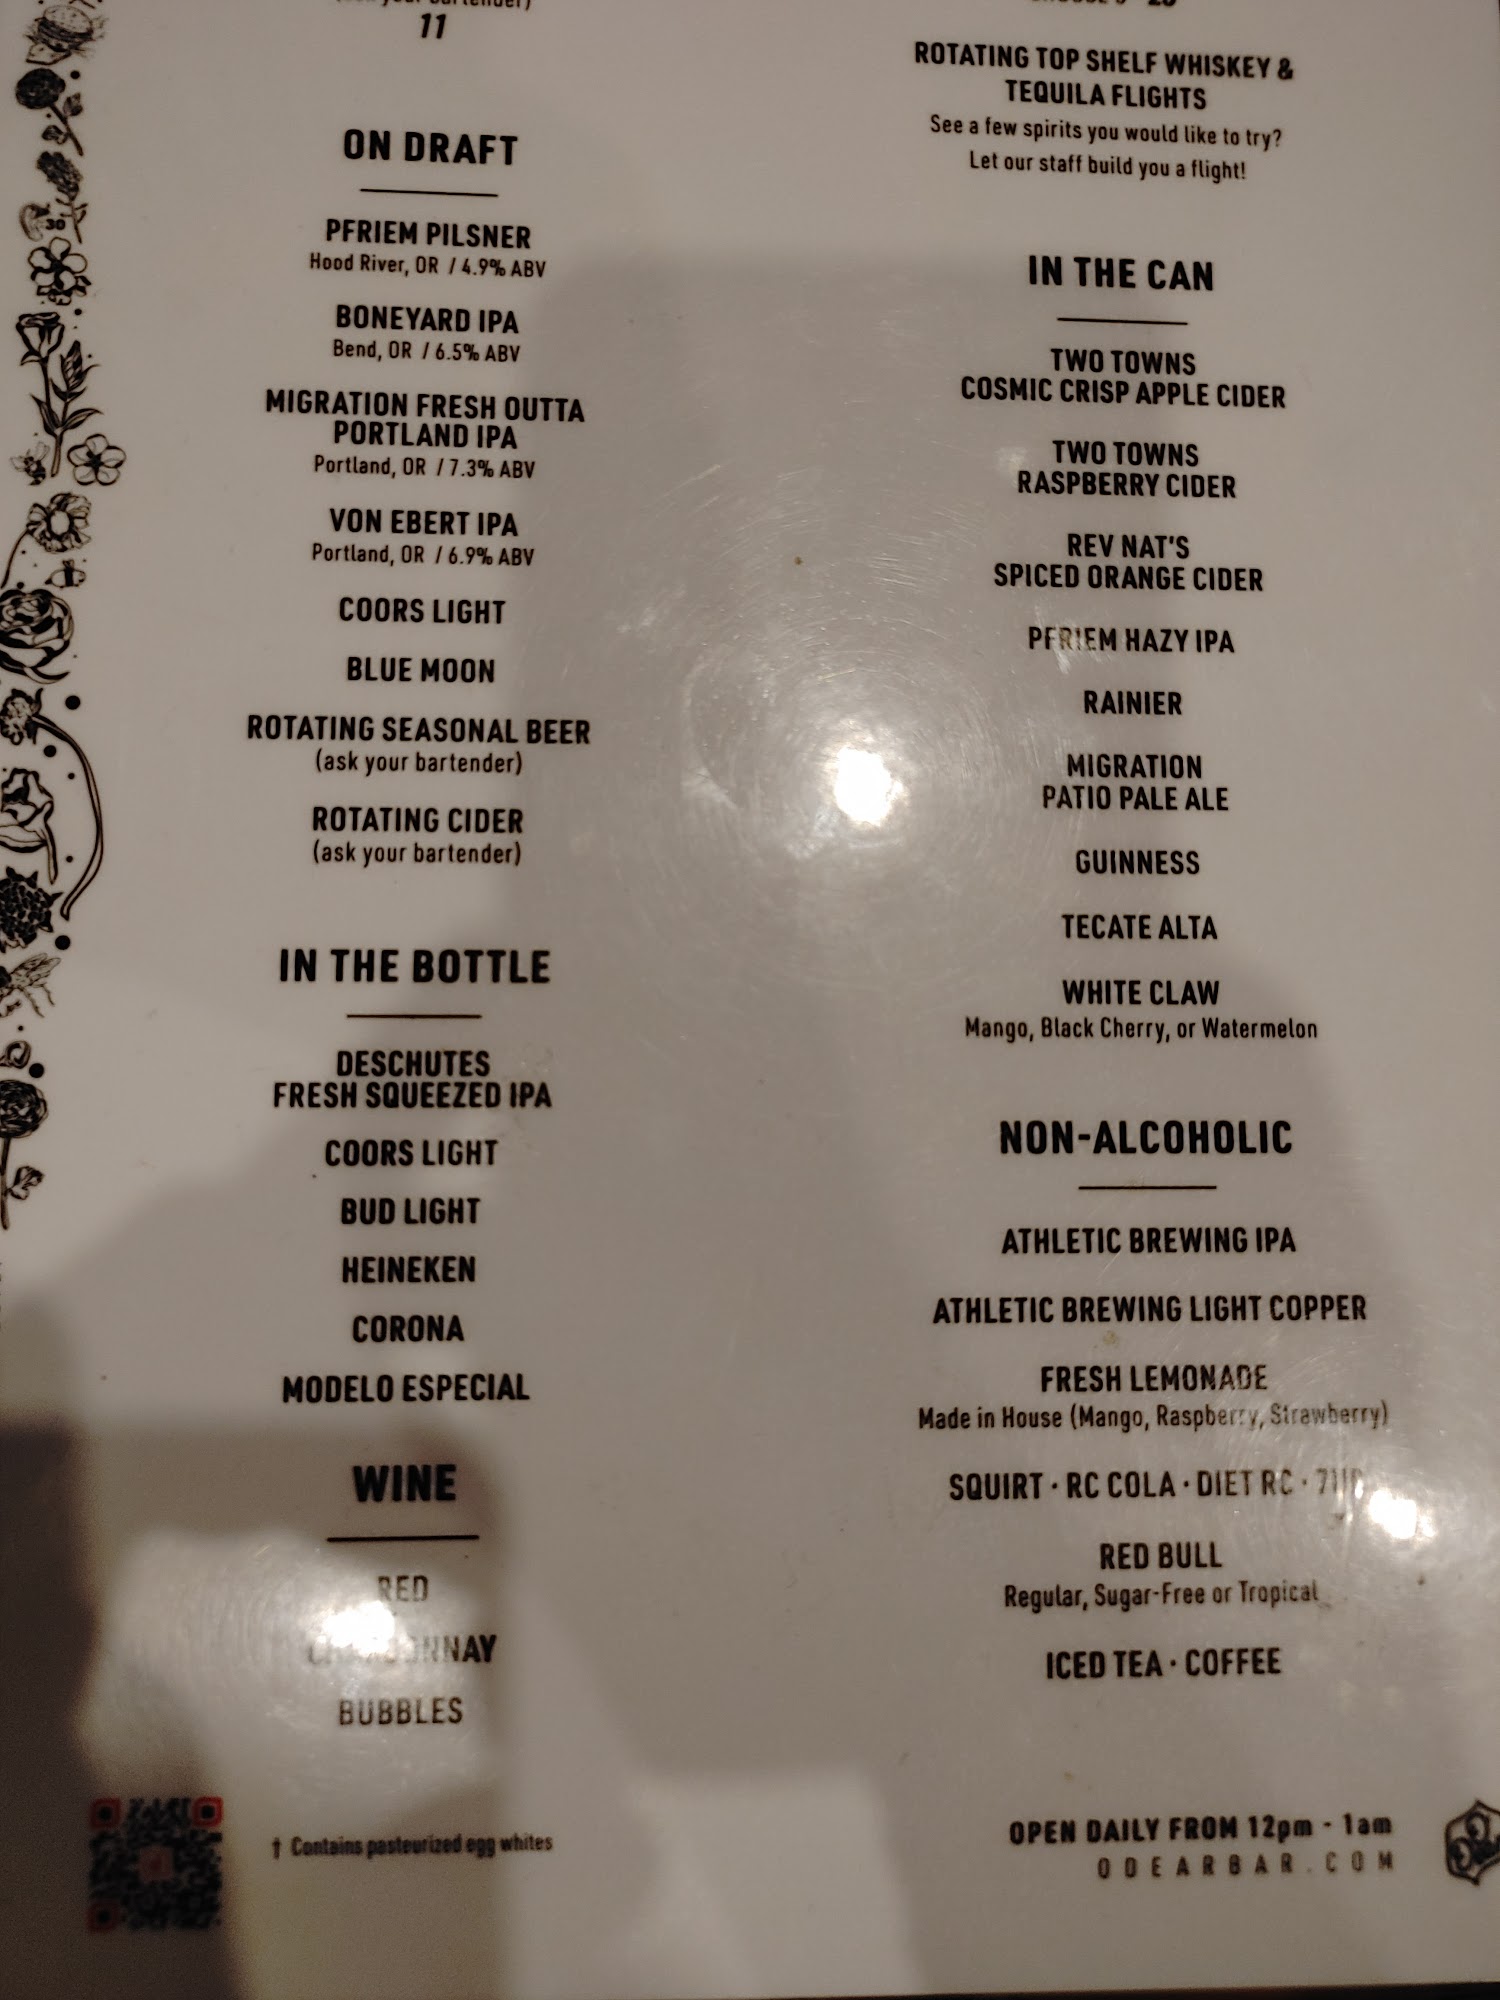 (ask your bartender)
11
ON DRAFT
PFRIEM PILSNER
Hood River, OR / 4.9% ABV
BONEYARD IPA
Bend, OR / 6.5% ABV
MIGRATION FRESH OUTTA
PORTLAND IPA
Portland, OR / 7.3% ABV
VON EBERT IPA
Portland, OR / 6.9% ABV
COORS LIGHT
BLUE MOON
ROTATING SEASONAL BEER
(ask your bartender)
ROTATING CIDER
(ask your bartender)
IN THE BOTTLE
DESCHUTES
FRESH SQUEEZED IPA
COORS LIGHT
BUD LIGHT
HEINEKEN
CORONA
MODELO ESPECIAL
WINE
RED
CHARDONNAY
BUBBLES
† Contains pasteurized egg whites
ROTATING TOP SHELF WHISKEY &
TEQUILA FLIGHTS
See a few spirits you would like to try?
Let our staff build you a flight!
IN THE CAN
TWO TOWNS
COSMIC CRISP APPLE CIDER
TWO TOWNS
RASPBERRY CIDER
REV NAT'S
SPICED ORANGE CIDER
PFRIEM HAZY IPA
RAINIER
MIGRATION
PATIO PALE ALE
GUINNESS
TECATE ALTA
WHITE CLAW
Mango, Black Cherry, or Watermelon
NON-ALCOHOLIC
ATHLETIC BREWING IPA
ATHLETIC BREWING LIGHT COPPER
FRESH LEMONADE
Made in House (Mango, Raspberry, Strawberry)
SQUIRT · RC COLA · DIET RC · 7UP
RED BULL
Regular, Sugar-Free or Tropical
ICED TEA · COFFEE
OPEN DAILY FROM 12pm - 1am
ODEARBAR.COM
30